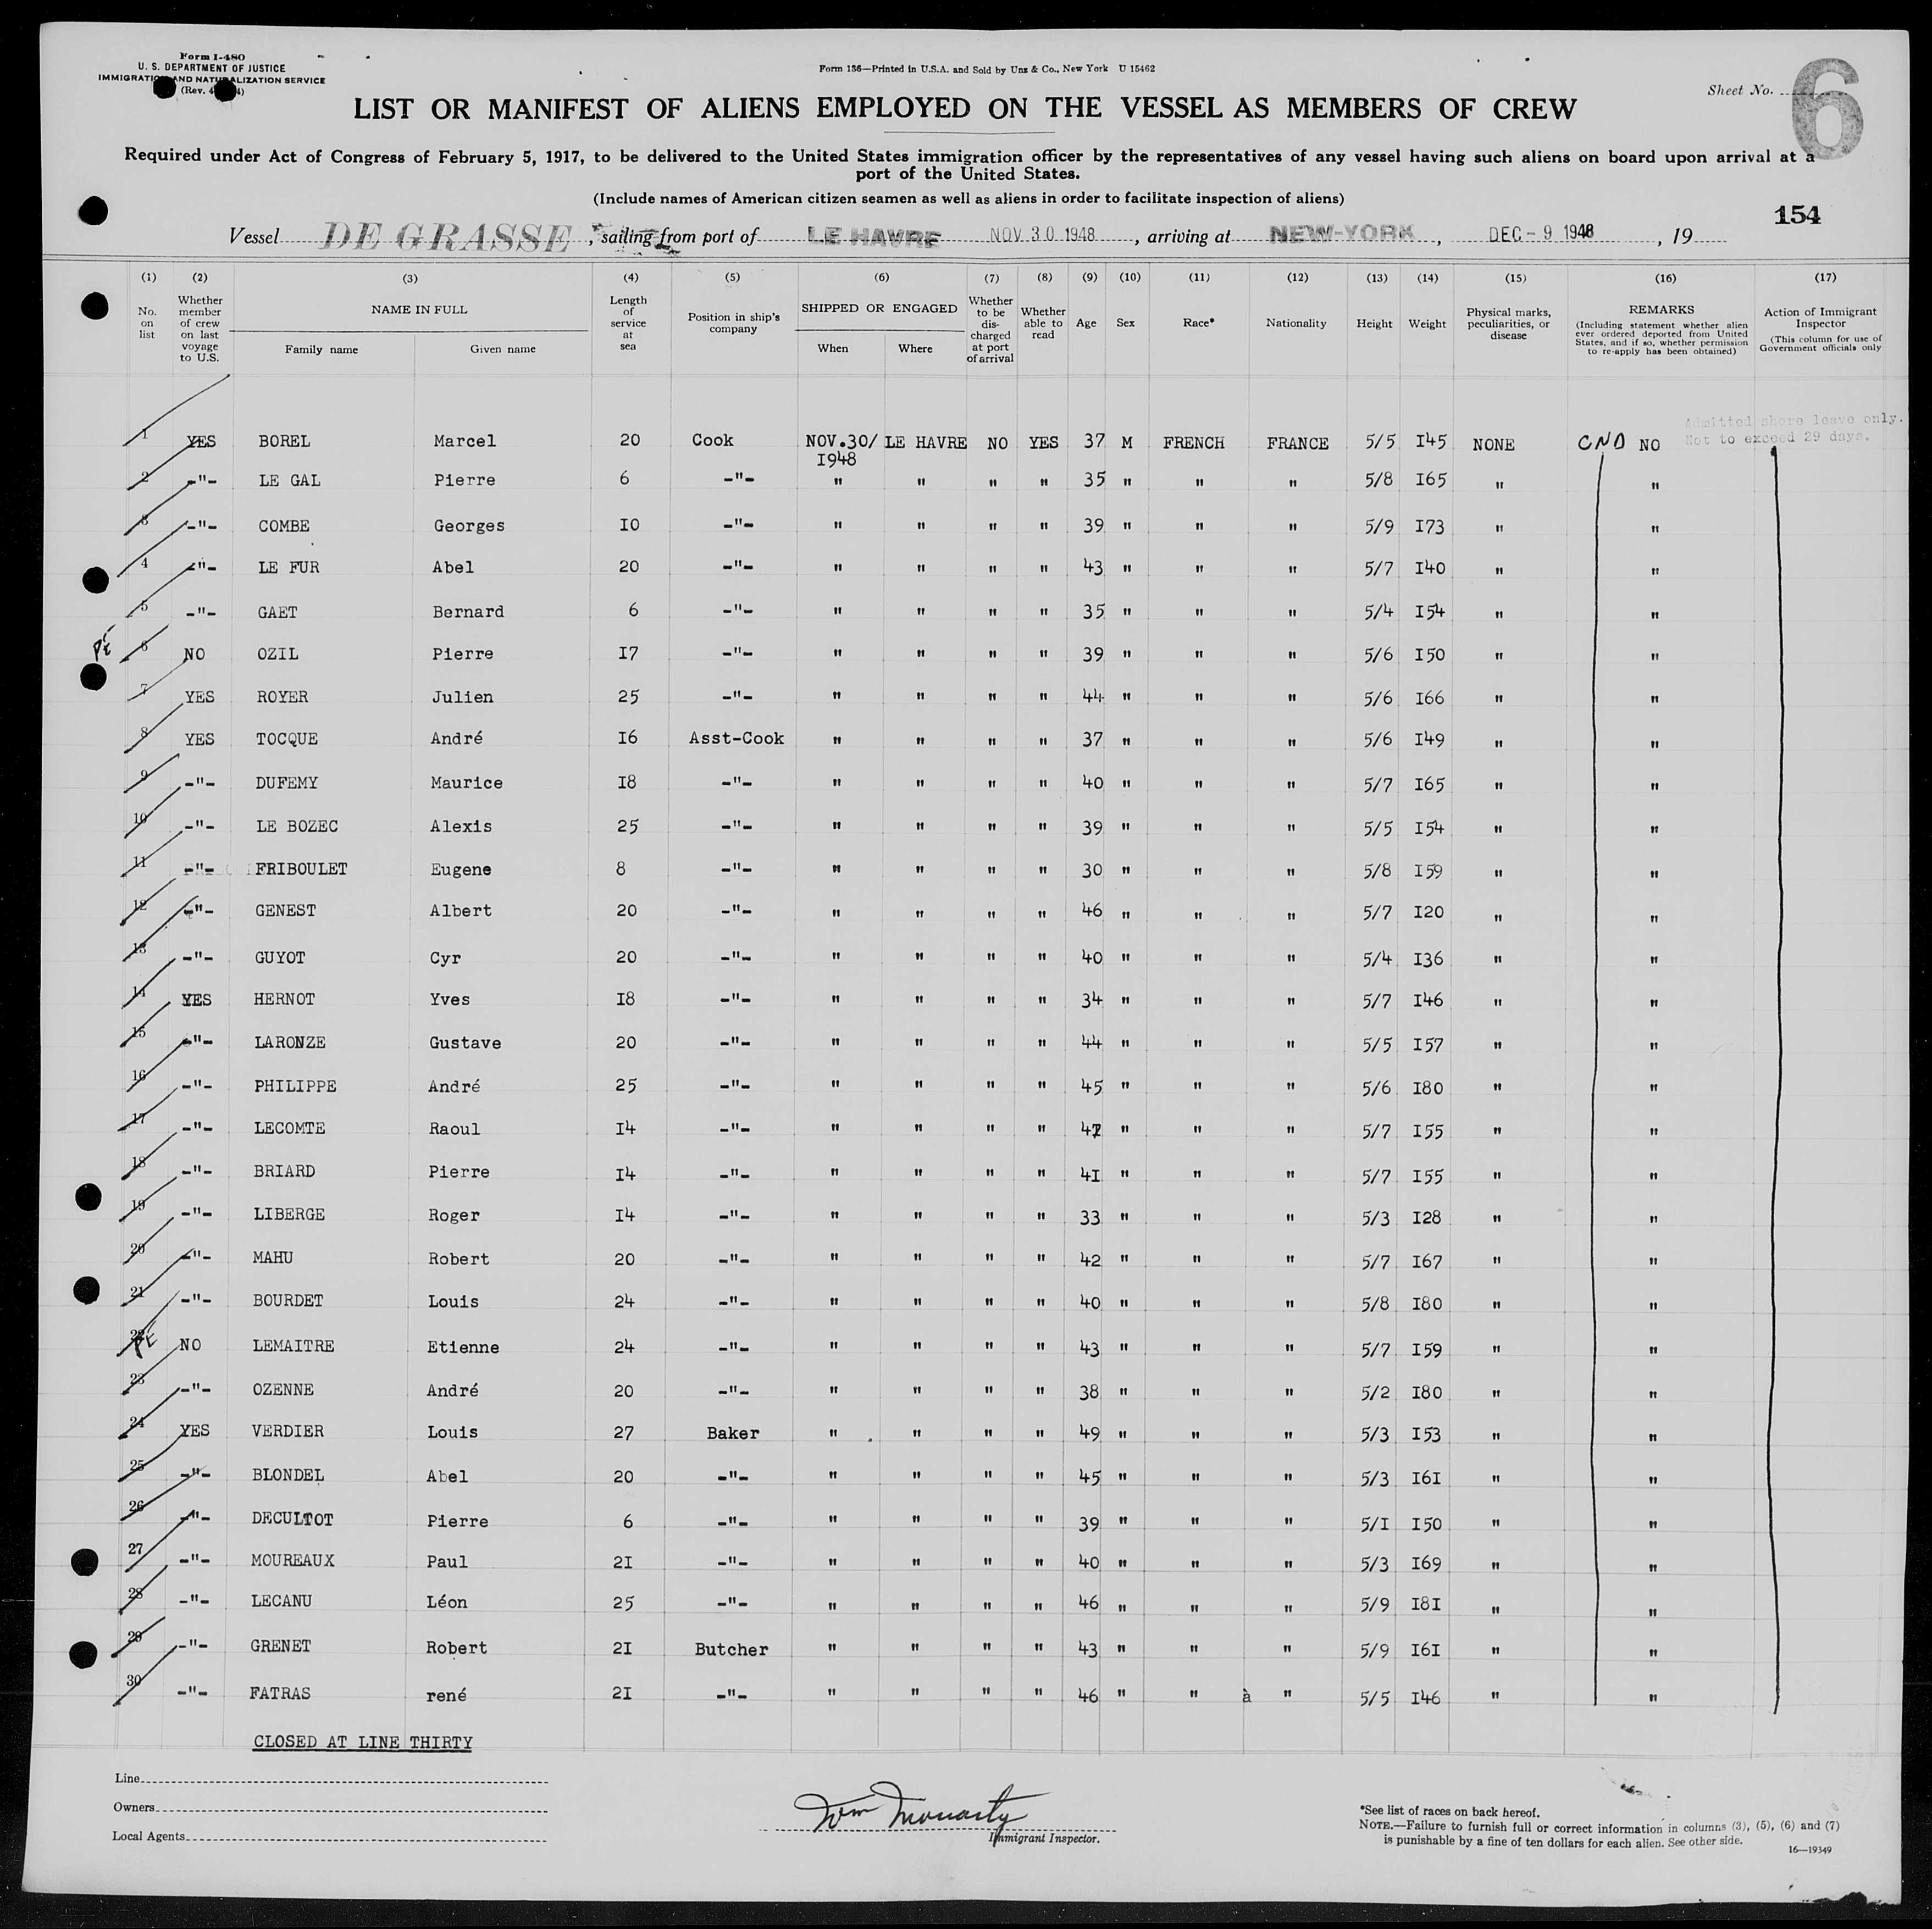 Form I-480
U. S. DEPARTMENT OF JUSTICE
IMMIGRATION AND NATURALIZATION SERVICE
(Rev. 4)
Form 136—Printed in U.S.A. and Sold by Unz & Co., New York U 15462
Sheet No. 6
LIST OR MANIFEST OF ALIENS EMPLOYED ON THE VESSEL AS MEMBERS OF CREW
Required under Act of Congress of February 5, 1917, to be delivered to the United States immigration officer by the representatives of any vessel having such aliens on board upon arrival at a
port of the United States.
(Include names of American citizen seamen as well as aliens in order to facilitate inspection of aliens)
154
Vessel DE GRASSE, sailing from port of LE HAVRE NOV 30 1948, arriving at NEW-YORK, DEC - 9 1948, 19
(1) (2) (3) (4) (5) (6) (7) (8) (9) (10) (11) (12) (13) (14) (15) (16) (17)
No. on list
Whether member of crew on last voyage to U.S.
NAME IN FULL
Family name Given name
Length of service at sea
Position in ship's company
SHIPPED OR ENGAGED
When Where
Whether to be discharged at port of arrival
Whether able to read
Age
Sex
Race*
Nationality
Height
Weight
Physical marks, peculiarities, or disease
REMARKS
(Including statement whether alien ever ordered deported from United States, and if so, whether permission to re-apply has been obtained)
Action of Immigrant Inspector
(This column for use of Government officials only
Admitted shore leave only.
Not to exceed 29 days.
1 YES BOREL Marcel 20 Cook NOV.30/ 1948 LE HAVRE NO YES 37 M FRENCH FRANCE 5/5 I45 NONE CND NO
2 -"- LE GAL Pierre 6 -"- " " " " 35 " " " 5/8 I65 " "
3 -"- COMBE Georges IO -"- " " " " 39 " " " 5/9 I73 " "
4 -"- LE FUR Abel 20 -"- " " " " 43 " " " 5/7 I40 " "
5 -"- GAET Bernard 6 -"- " " " " 35 " " " 5/4 I54 " "
PE 6 NO OZIL Pierre I7 -"- " " " " 39 " " " 5/6 I50 " "
7 YES ROYER Julien 25 -"- " " " " 44 " " " 5/6 I66 " "
8 YES TOCQUE André I6 Asst-Cook " " " " 37 " " " 5/6 I49 " "
9 -"- DUFEMY Maurice I8 -"- " " " " 40 " " " 5/7 I65 " "
10 -"- LE BOZEC Alexis 25 -"- " " " " 39 " " " 5/5 I54 " "
11 -"- FRIBOULET Eugene 8 -"- " " " " 30 " " " 5/8 I59 " "
12 -"- GENEST Albert 20 -"- " " " " 46 " " " 5/7 I20 " "
13 -"- GUYOT Cyr 20 -"- " " " " 40 " " " 5/4 I36 " "
14 YES HERNOT Yves I8 -"- " " " " 34 " " " 5/7 I46 " "
15 -"- LARONZE Gustave 20 -"- " " " " 44 " " " 5/5 I57 " "
16 -"- PHILIPPE André 25 -"- " " " " 45 " " " 5/6 I80 " "
17 -"- LECOMTE Raoul I4 -"- " " " " " " " 5/7 I55 " "
18 -"- BRIARD Pierre I4 -"- " " " " 4I " " " 5/7 I55 " "
19 -"- LIBERGE Roger I4 -"- " " " " 33 " " " 5/3 I28 " "
20 -"- MAHU Robert 20 -"- " " " " 42 " " " 5/7 I67 " "
21 -"- BOURDET Louis 24 -"- " " " " 40 " " " 5/8 I80 " "
22 PE NO LEMAITRE Etienne 24 -"- " " " " 43 " " " 5/7 I59 " "
23 -"- OZENNE André 20 -"- " " " " 38 " " " 5/2 I80 " "
24 YES VERDIER Louis 27 Baker " " " " 49 " " " 5/3 I53 " "
25 -"- BLONDEL Abel 20 -"- " " " " 45 " " " 5/3 I6I " "
26 -"- DECULTOT Pierre 6 -"- " " " " 39 " " " 5/I I50 " "
27 -"- MOUREAUX Paul 2I -"- " " " " 40 " " " 5/3 I69 " "
28 -"- LECANU Léon 25 -"- " " " " 46 " " " 5/9 I8I " "
29 -"- GRENET Robert 2I Butcher " " " " 43 " " " 5/9 I6I " "
30 -"- FATRAS rené 2I -"- " " " " 46 " " à " 5/5 I46 " "
CLOSED AT LINE THIRTY
Line
Owners
Local Agents
Wm Moriarty
Immigrant Inspector.
*See list of races on back hereof.
NOTE.—Failure to furnish full or correct information in columns (3), (5), (6) and (7)
is punishable by a fine of ten dollars for each alien. See other side.
16—19349